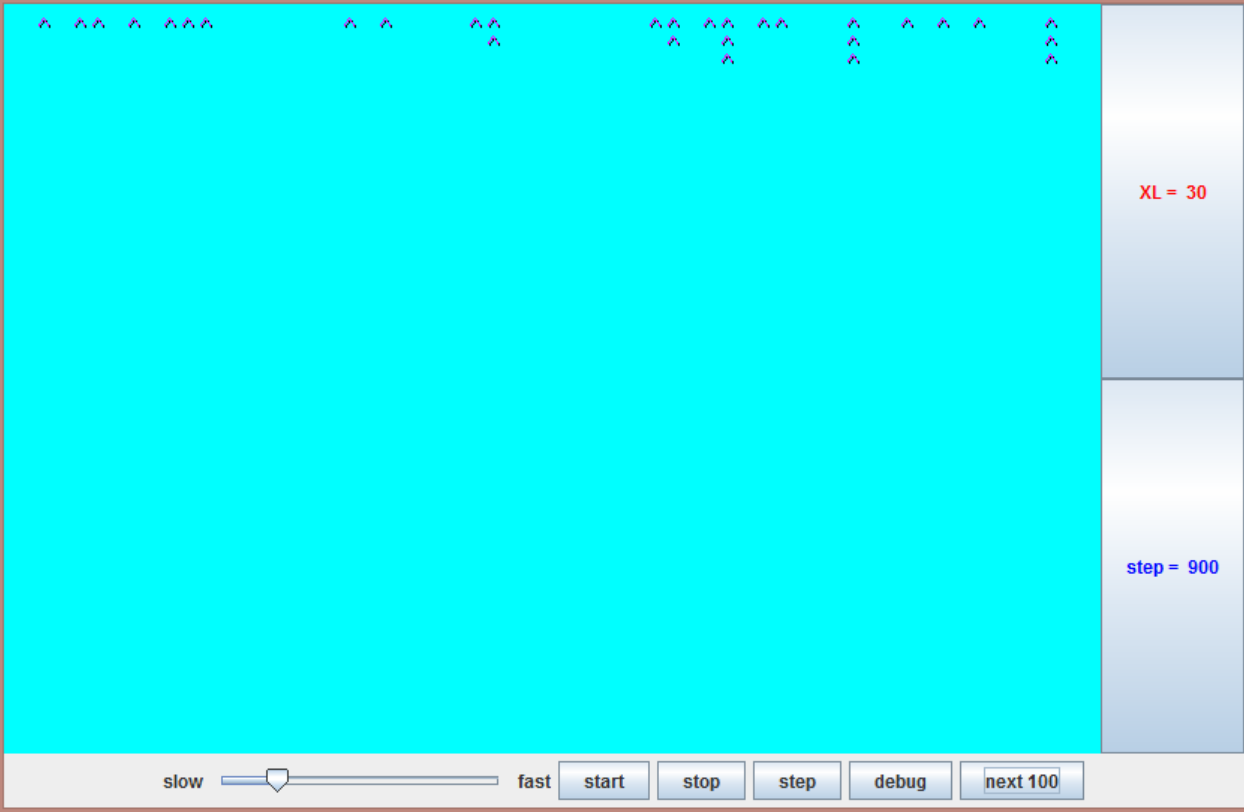 XL = 30
step = 900
slow
fast
start
stop
step
debug
next 100